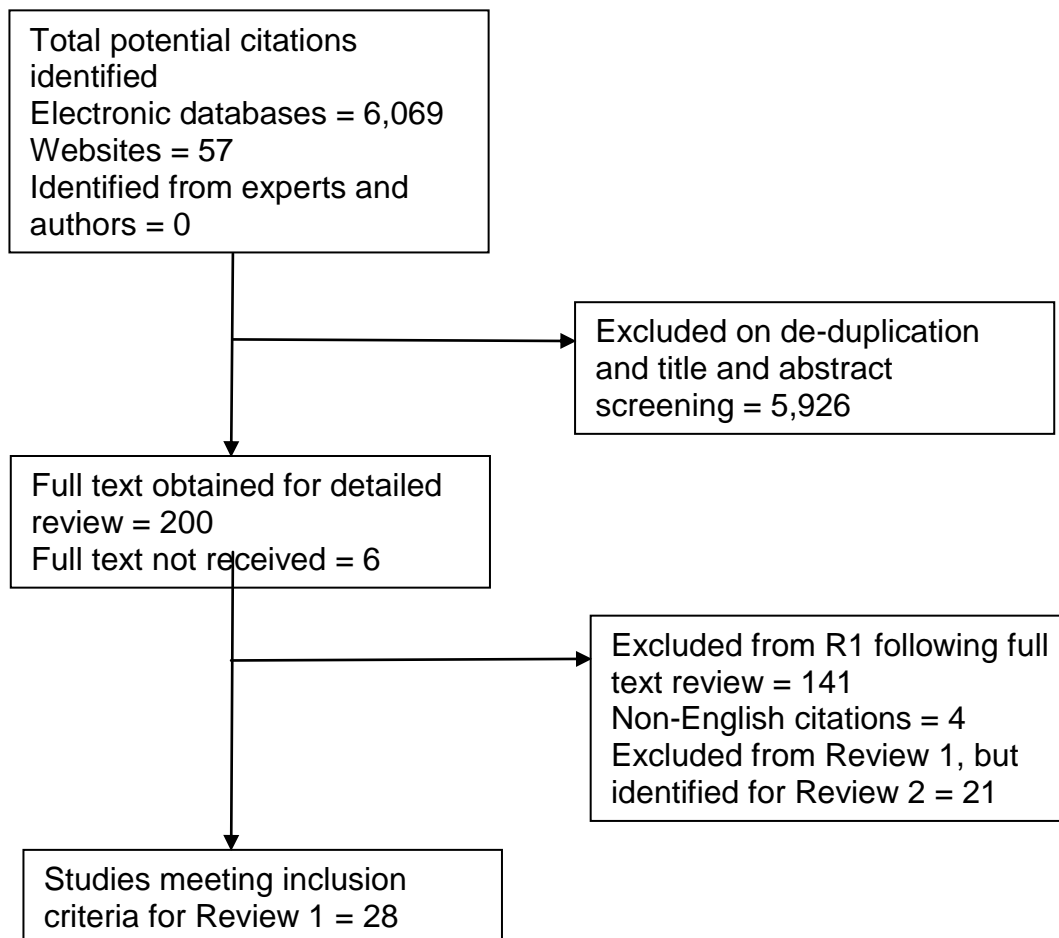 Total potential citations
identified
Electronic databases = 6,069
Websites = 57
Identified from experts and
authors = 0
Excluded on de-duplication
and title and abstract
screening = 5,926
Full text obtained for detailed
review = 200
Full text not received = 6
Excluded from R1 following full
text review = 141
Non-English citations = 4
Excluded from Review 1, but
identified for Review 2 = 21
Studies meeting inclusion
criteria for Review 1 = 28